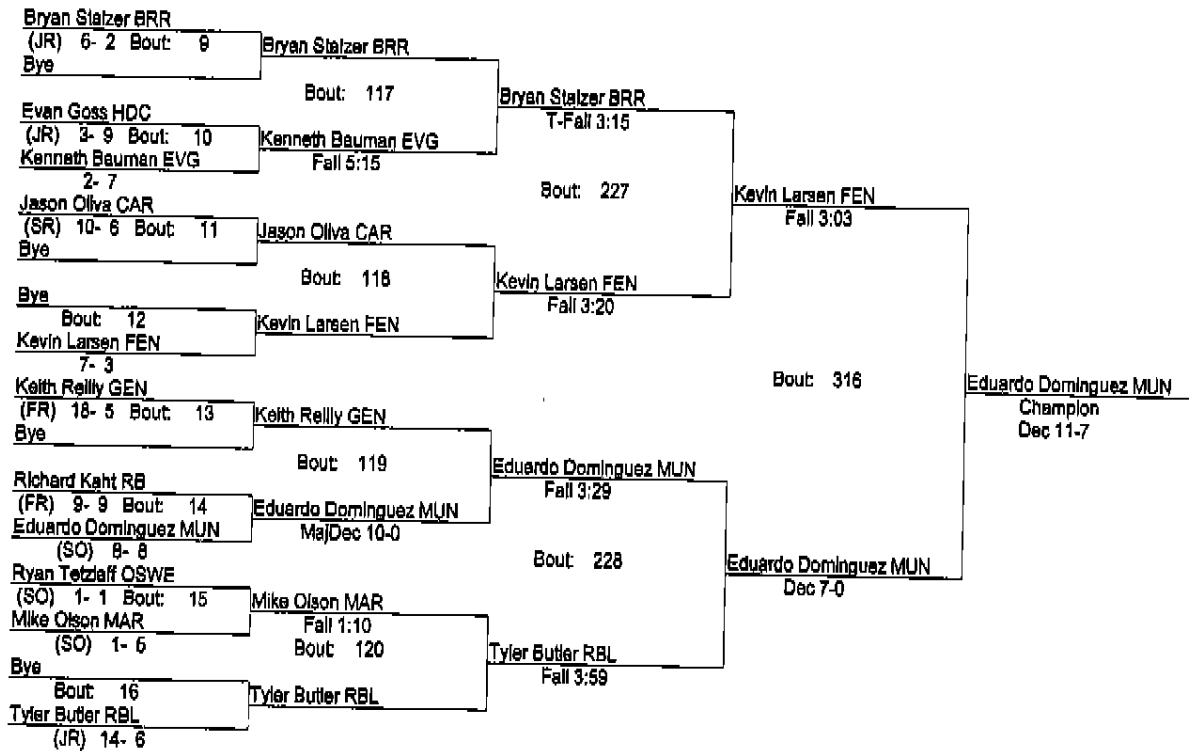 Bryan Stalzer BRR
(JR) 6- 2 Bout: 9
Bye
Bryan Stalzer BRR
Bout: 117
Evan Goss HDC
(JR) 3- 9 Bout: 10
Kenneth Bauman EVG
2- 7
Kenneth Bauman EVG
Fall 5:15
Bryan Stalzer BRR
T-Fall 3:15
Bout: 227
Jason Oliva CAR
(SR) 10- 6 Bout: 11
Bye
Jason Oliva CAR
Bout: 118
Bye
Bout: 12
Kevin Larsen FEN
7- 3
Kevin Larsen FEN
Kevin Larsen FEN
Fall 3:20
Kevin Larsen FEN
Fall 3:03
Bout: 316
Keith Reilly GEN
(FR) 18- 5 Bout: 13
Bye
Keith Reilly GEN
Bout: 119
Richard Kaht RB
(FR) 9- 9 Bout: 14
Eduardo Dominguez MUN
(SO) 8- 8
Eduardo Dominguez MUN
MajDec 10-0
Eduardo Dominguez MUN
Fall 3:29
Bout: 228
Ryan Tetzlaff OSWE
(SO) 1- 1 Bout: 15
Mike Olson MAR
(SO) 1- 5
Mike Olson MAR
Fall 1:10
Bout: 120
Bye
Bout: 16
Tyler Butler RBL
(JR) 14- 6
Tyler Butler RBL
Tyler Butler RBL
Fall 3:59
Eduardo Dominguez MUN
Dec 7-0
Eduardo Dominguez MUN
Champion
Dec 11-7